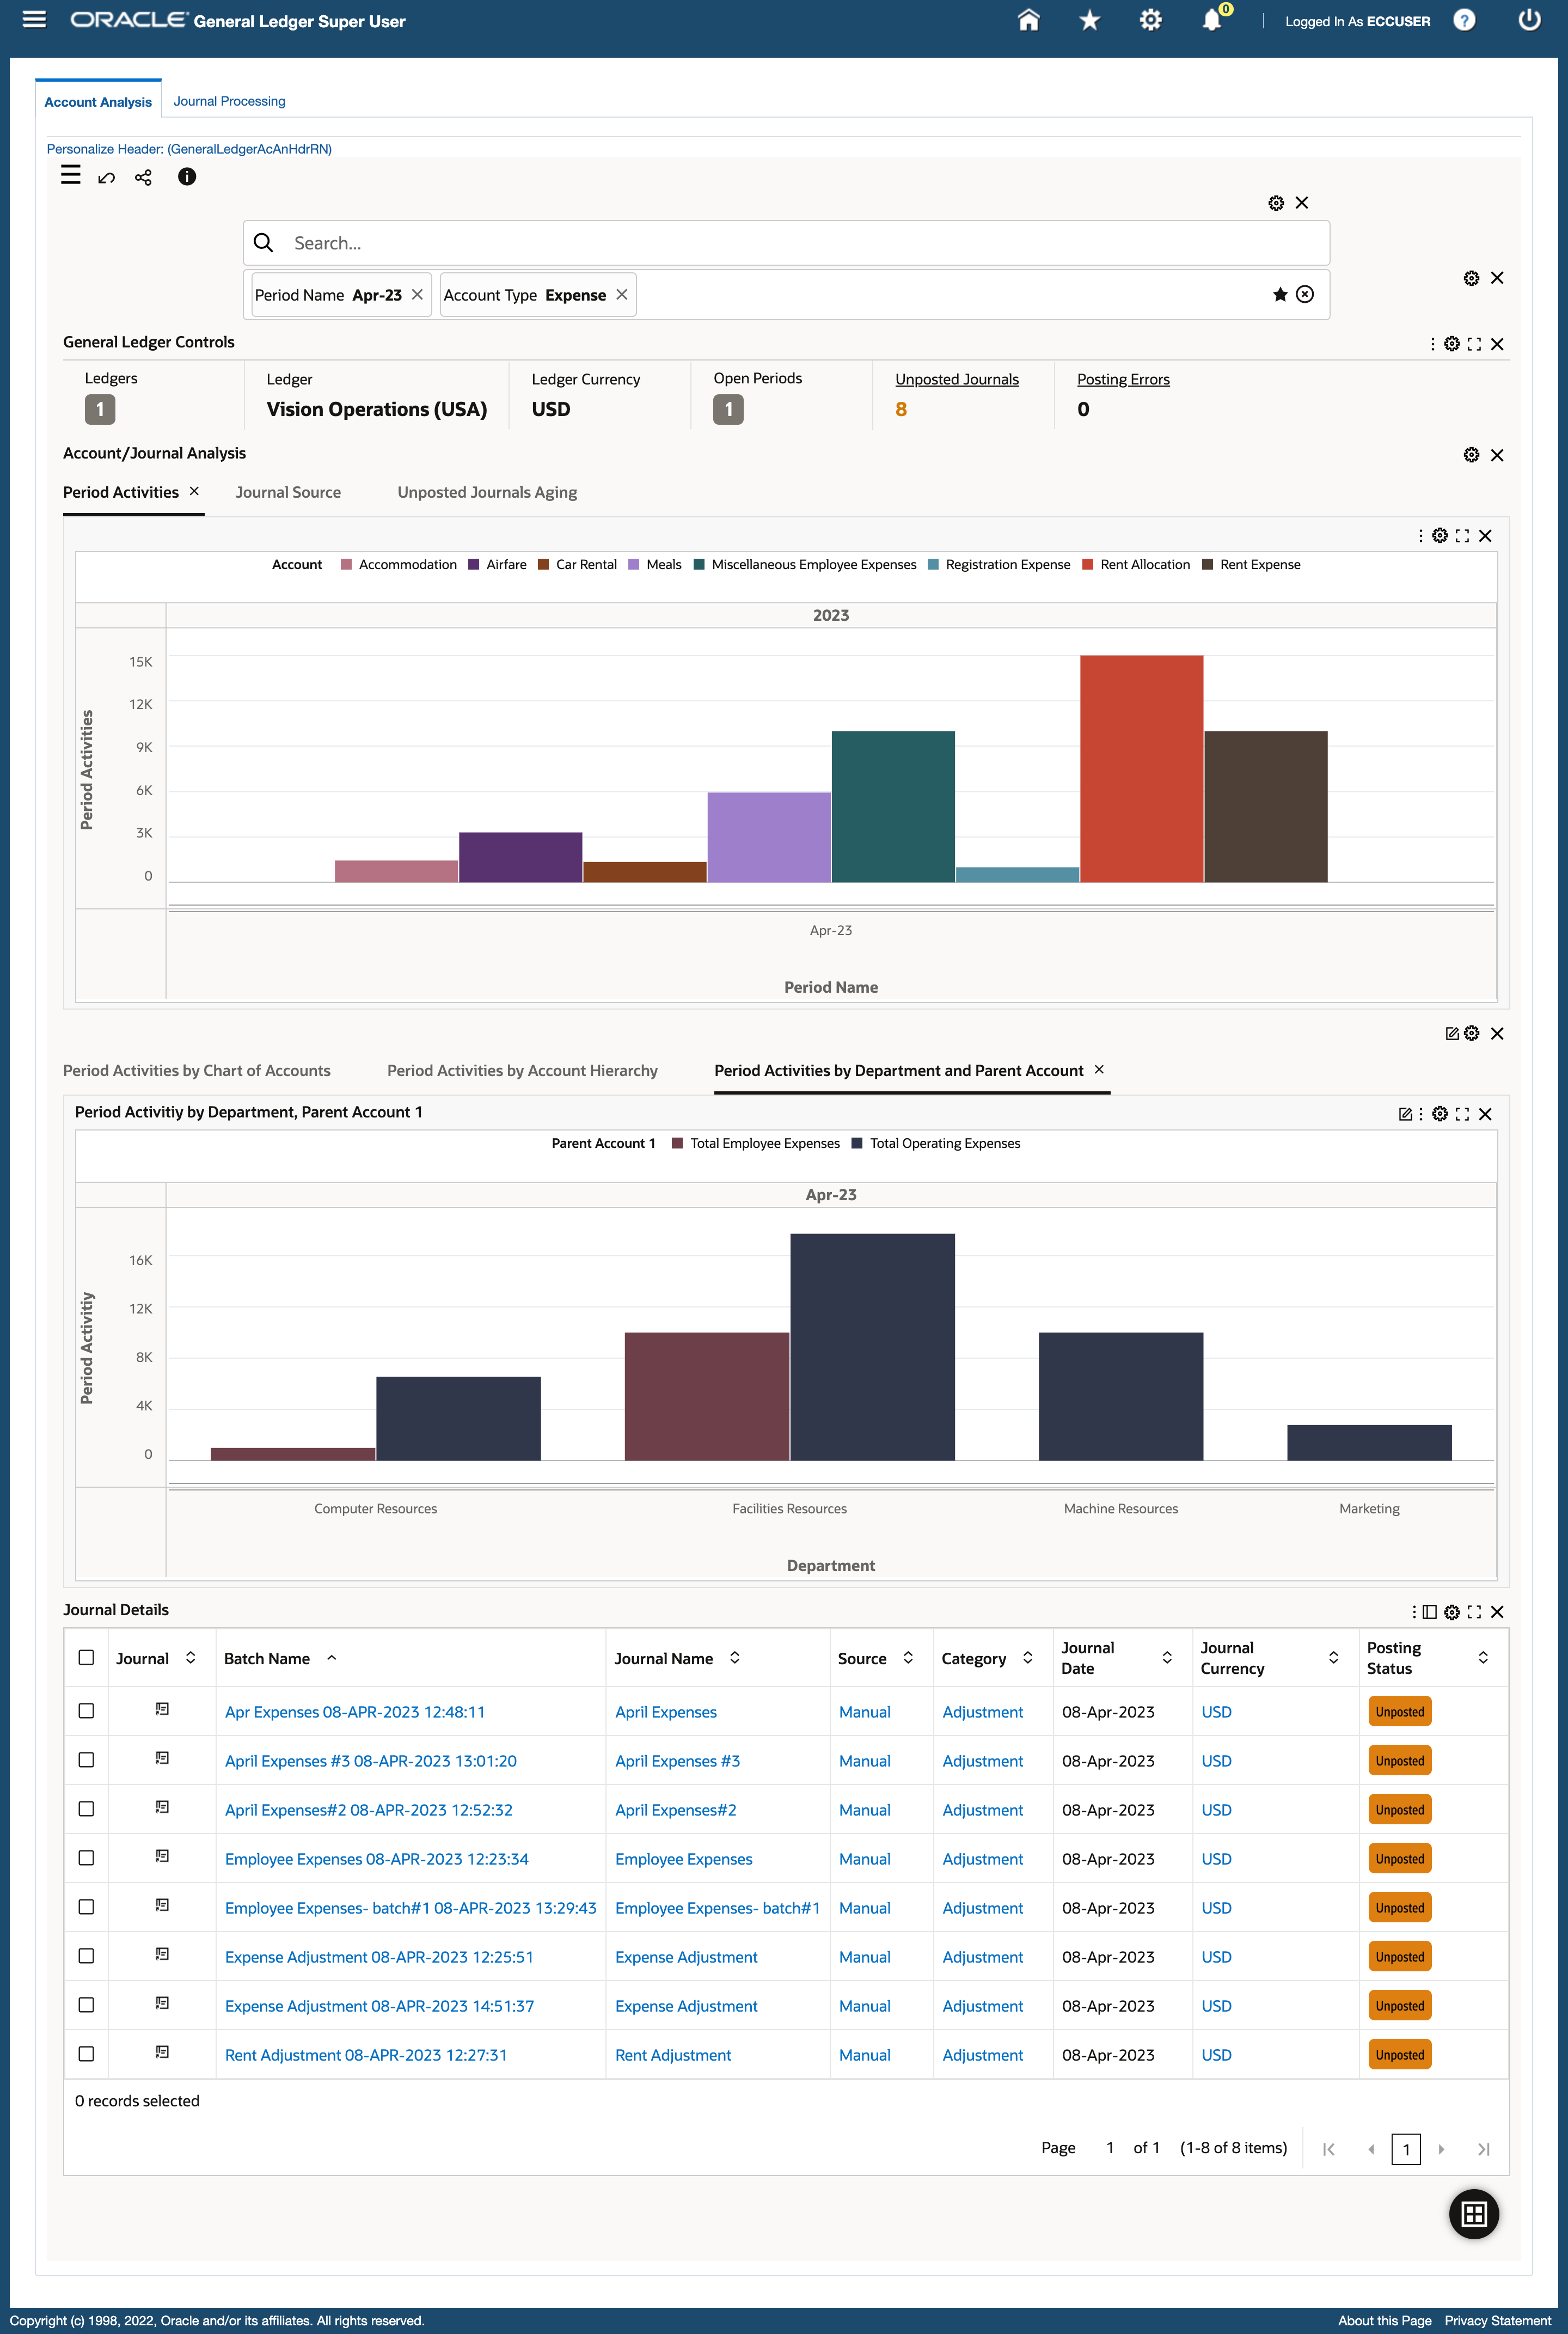 ORACLE® General Ledger Super User
0
Logged In As ECCUSER
?
Account Analysis
Journal Processing
Personalize Header: (GeneralLedgerAcAnHdrRN)
Search...
Period Name Apr-23
Account Type Expense
General Ledger Controls
Ledgers
1
Ledger
Vision Operations (USA)
Ledger Currency
USD
Open Periods
1
Unposted Journals
8
Posting Errors
0
Account/Journal Analysis
Period Activities
Journal Source
Unposted Journals Aging
Account Accommodation Airfare Car Rental Meals Miscellaneous Employee Expenses Registration Expense Rent Allocation Rent Expense
2023
Period Activities
15K
12K
9K
6K
3K
0
Apr-23
Period Name
Period Activities by Chart of Accounts
Period Activities by Account Hierarchy
Period Activities by Department and Parent Account
Period Activitiy by Department, Parent Account 1
Parent Account 1 Total Employee Expenses Total Operating Expenses
Apr-23
Period Activitiy
16K
12K
8K
4K
0
Computer Resources
Facilities Resources
Machine Resources
Marketing
Department
Journal Details
Journal Batch Name Journal Name Source Category Journal Date Journal Currency Posting Status
Apr Expenses 08-APR-2023 12:48:11 April Expenses Manual Adjustment 08-Apr-2023 USD Unposted
April Expenses #3 08-APR-2023 13:01:20 April Expenses #3 Manual Adjustment 08-Apr-2023 USD Unposted
April Expenses#2 08-APR-2023 12:52:32 April Expenses#2 Manual Adjustment 08-Apr-2023 USD Unposted
Employee Expenses 08-APR-2023 12:23:34 Employee Expenses Manual Adjustment 08-Apr-2023 USD Unposted
Employee Expenses- batch#1 08-APR-2023 13:29:43 Employee Expenses- batch#1 Manual Adjustment 08-Apr-2023 USD Unposted
Expense Adjustment 08-APR-2023 12:25:51 Expense Adjustment Manual Adjustment 08-Apr-2023 USD Unposted
Expense Adjustment 08-APR-2023 14:51:37 Expense Adjustment Manual Adjustment 08-Apr-2023 USD Unposted
Rent Adjustment 08-APR-2023 12:27:31 Rent Adjustment Manual Adjustment 08-Apr-2023 USD Unposted
0 records selected
Page 1 of 1 (1-8 of 8 items) 1
Copyright (c) 1998, 2022, Oracle and/or its affiliates. All rights reserved.
About this Page Privacy Statement